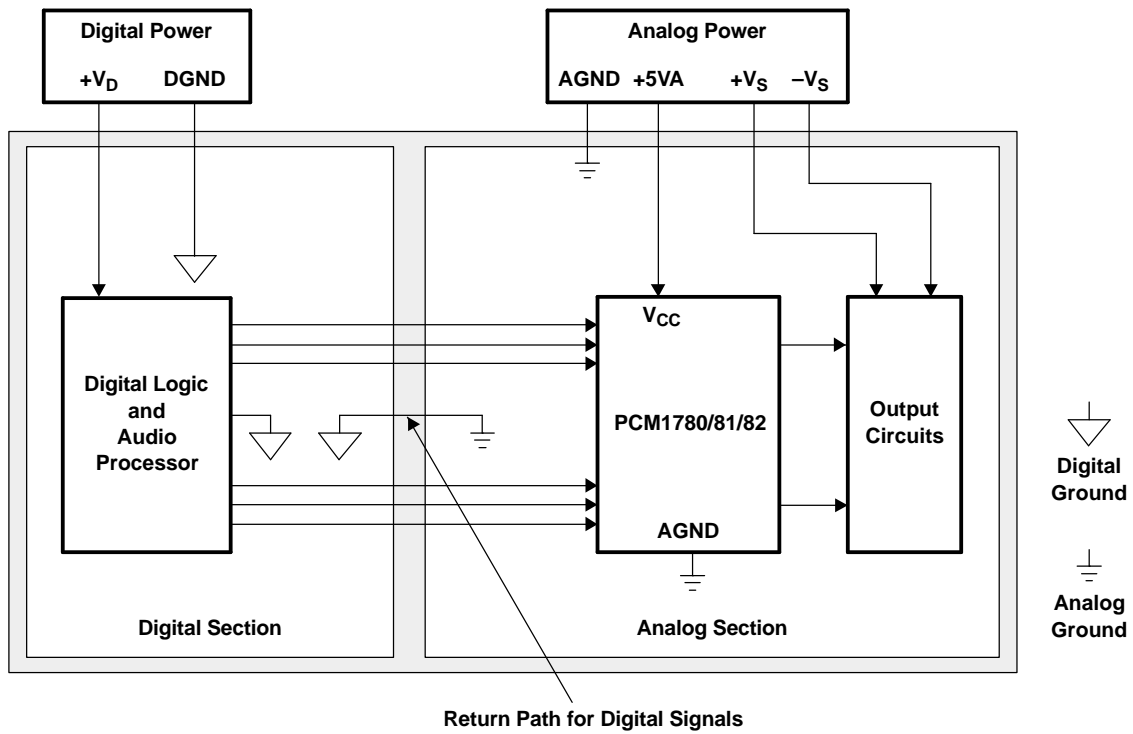 Digital Power
+VD DGND
Analog Power
AGND +5VA +VS –VS
VCC
Digital Logic
and
Audio
Processor
PCM1780/81/82
AGND
Output
Circuits
Digital
Ground
Analog
Ground
Digital Section
Analog Section
Return Path for Digital Signals